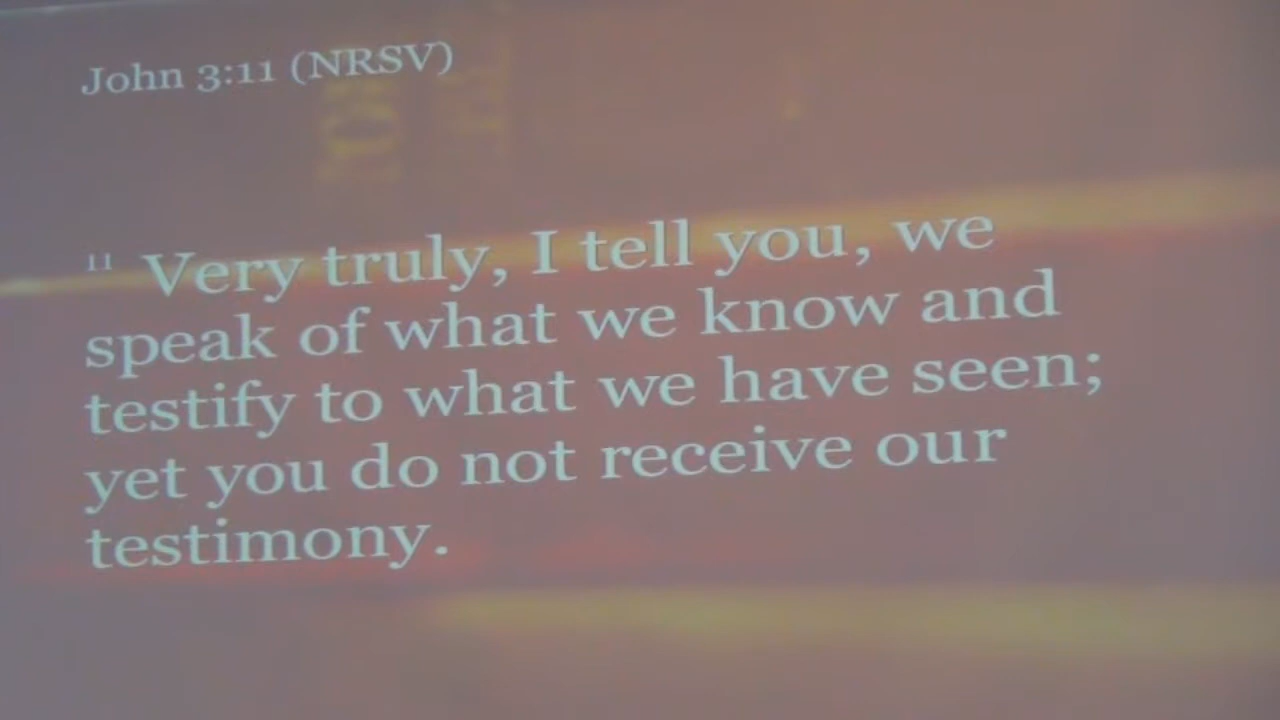 John 3:11 (NRSV)
11 Very truly, I tell you, we
speak of what we know and
testify to what we have seen;
yet you do not receive our
testimony.